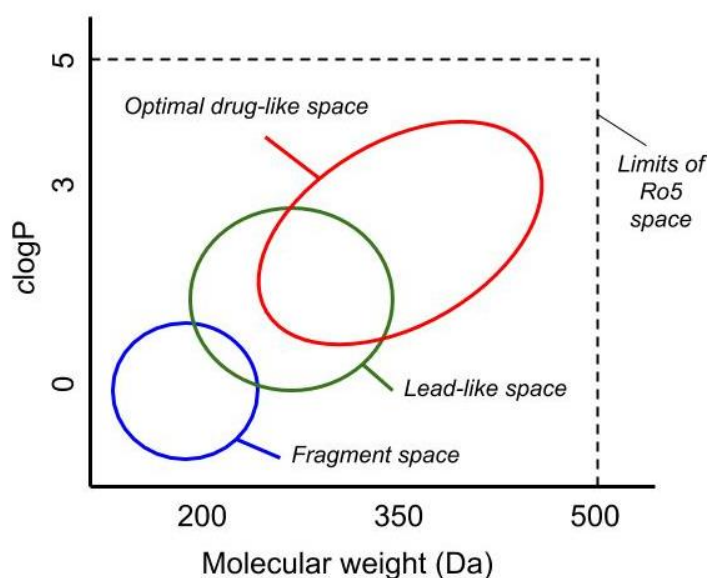 5
Optimal drug-like space
Limits of
Ro5
space
3
clogP
0
Lead-like space
Fragment space
200 350 500
Molecular weight (Da)